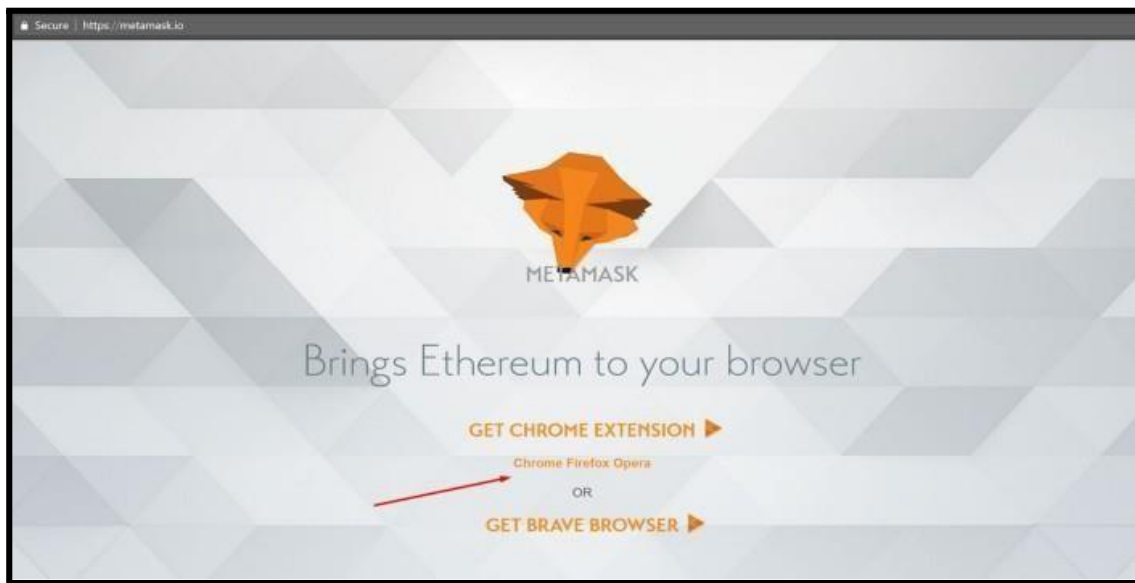 Secure | https://metamask.io
METAMASK
Brings Ethereum to your browser
GET CHROME EXTENSION
Chrome Firefox Opera
OR
GET BRAVE BROWSER